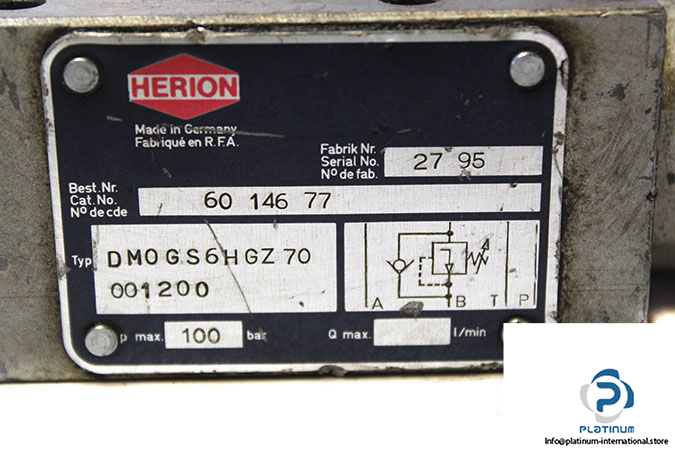 HERION
Made in Germany
Fabriqué en R.F.A.
Fabrik Nr.
Serial No. 27 95
Nº de fab.
Best. Nr.
Cat. No. 60 146 77
Nº de cde
Typ DM0GS6HGZ70
001200
A B T P
p max. 100 bar Q max. l/min
PLATINUM
Info@platinum-international.store